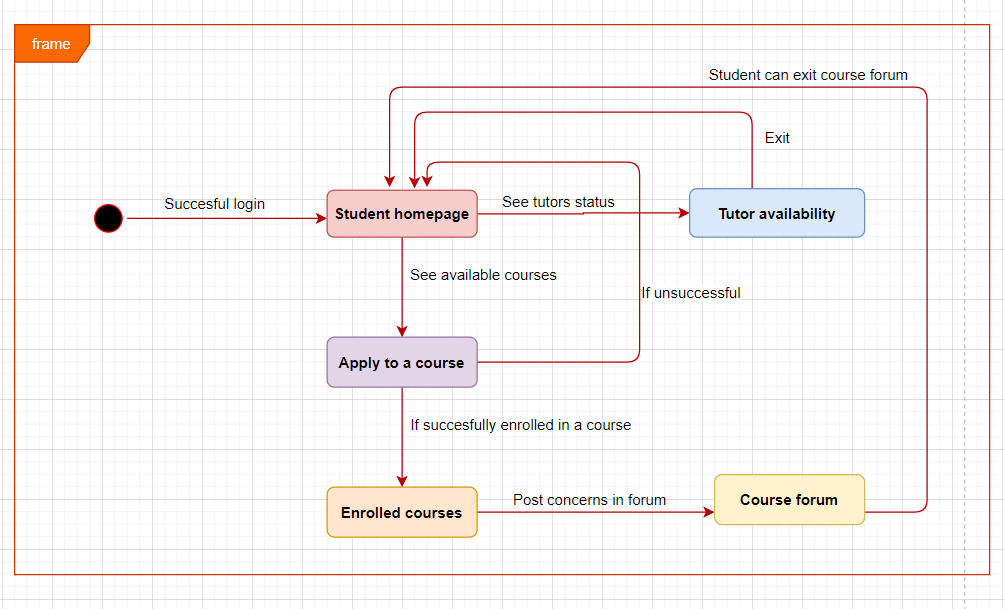 frame
Student can exit course forum
Exit
Succesful login
Student homepage
See tutors status
Tutor availability
See available courses
If unsuccessful
Apply to a course
If succesfully enrolled in a course
Enrolled courses
Post concerns in forum
Course forum